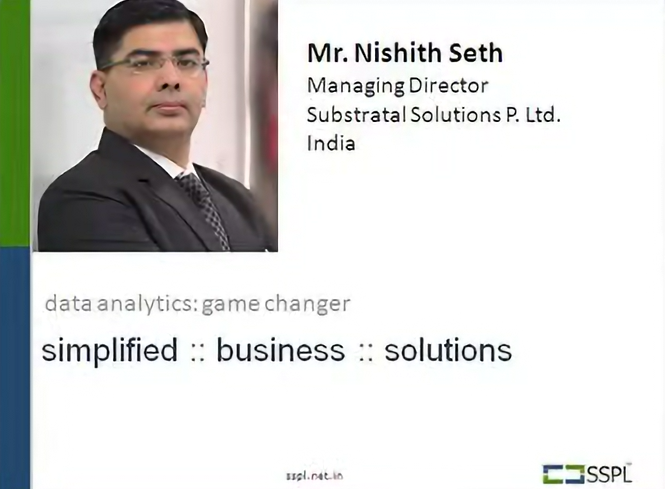 Mr. Nishith Seth
Managing Director
Substratal Solutions P. Ltd.
India
data analytics: game changer
simplified :: business :: solutions
sspl.net.in
SSPL